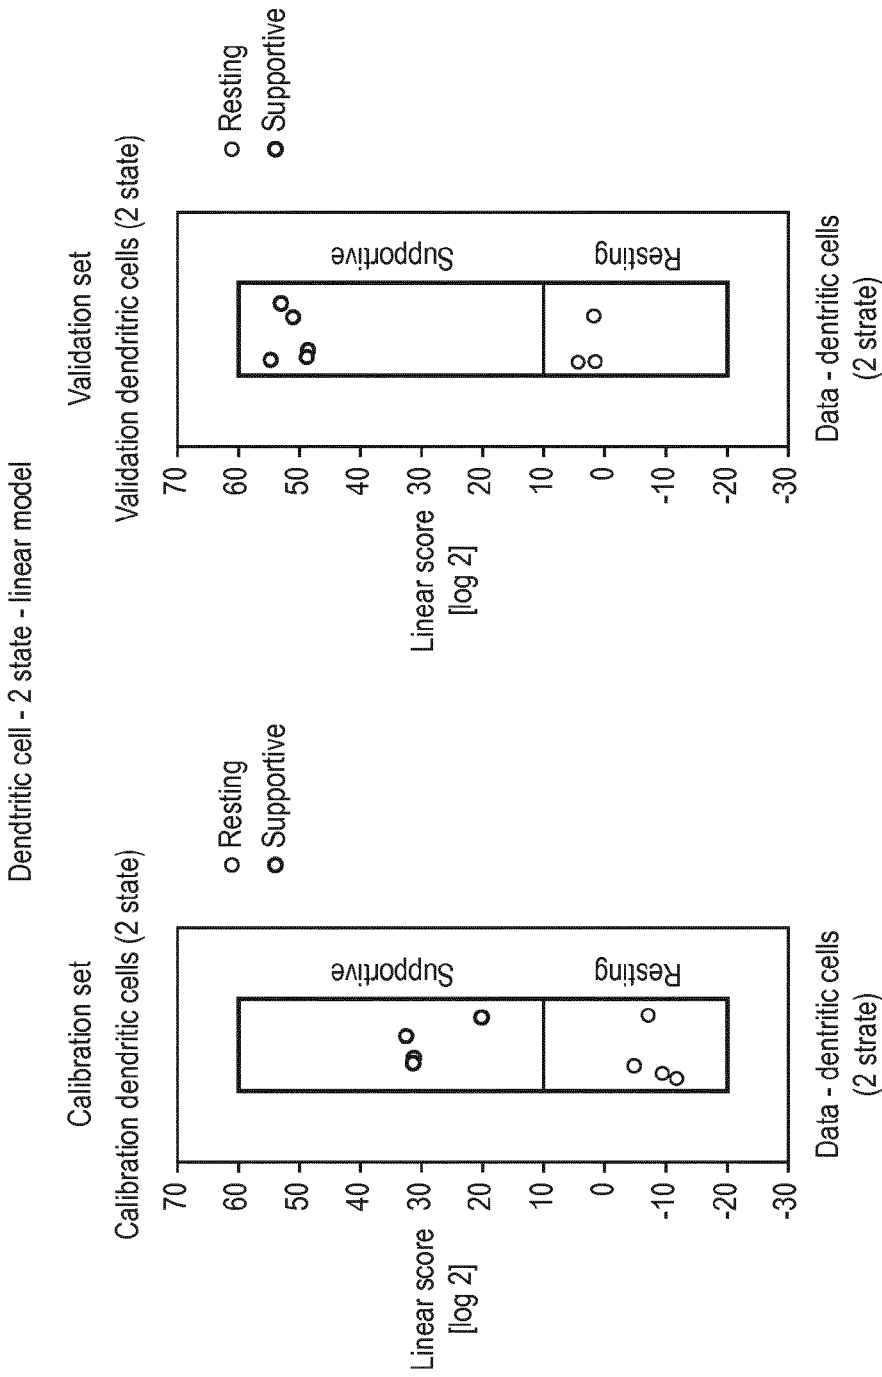 Dendtritic cell - 2 state - linear model
Calibration set
Calibration dendritic cells (2 state)
Resting
Supportive
70
60
50
40
30
20
10
0
-10
-20
-30
Linear score
[log 2]
Supportive
Resting
Data - dentritic cells
(2 strate)
Validation set
Validation dendritric cells (2 state)
Resting
Supportive
70
60
50
40
30
20
10
0
-10
-20
-30
Linear score
[log 2]
Supportive
Resting
Data - dentritic cells
(2 strate)